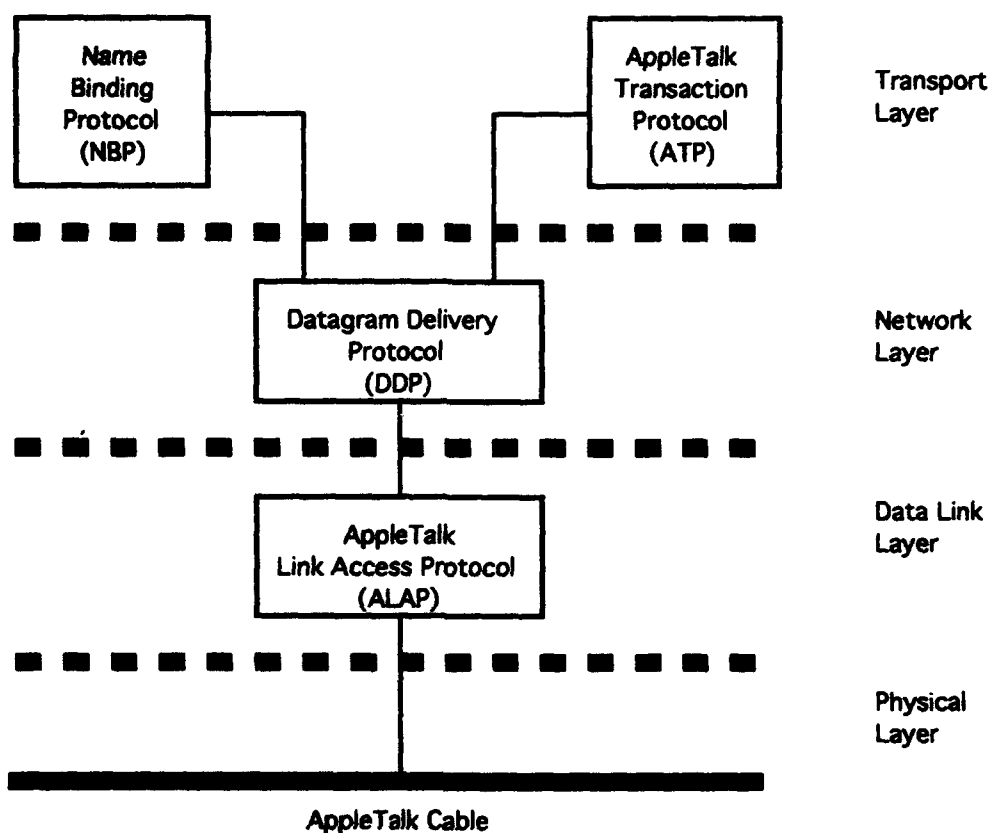 Name
Binding
Protocol
(NBP)
AppleTalk
Transaction
Protocol
(ATP)
Transport
Layer
Datagram Delivery
Protocol
(DDP)
Network
Layer
AppleTalk
Link Access Protocol
(ALAP)
Data Link
Layer
Physical
Layer
AppleTalk Cable